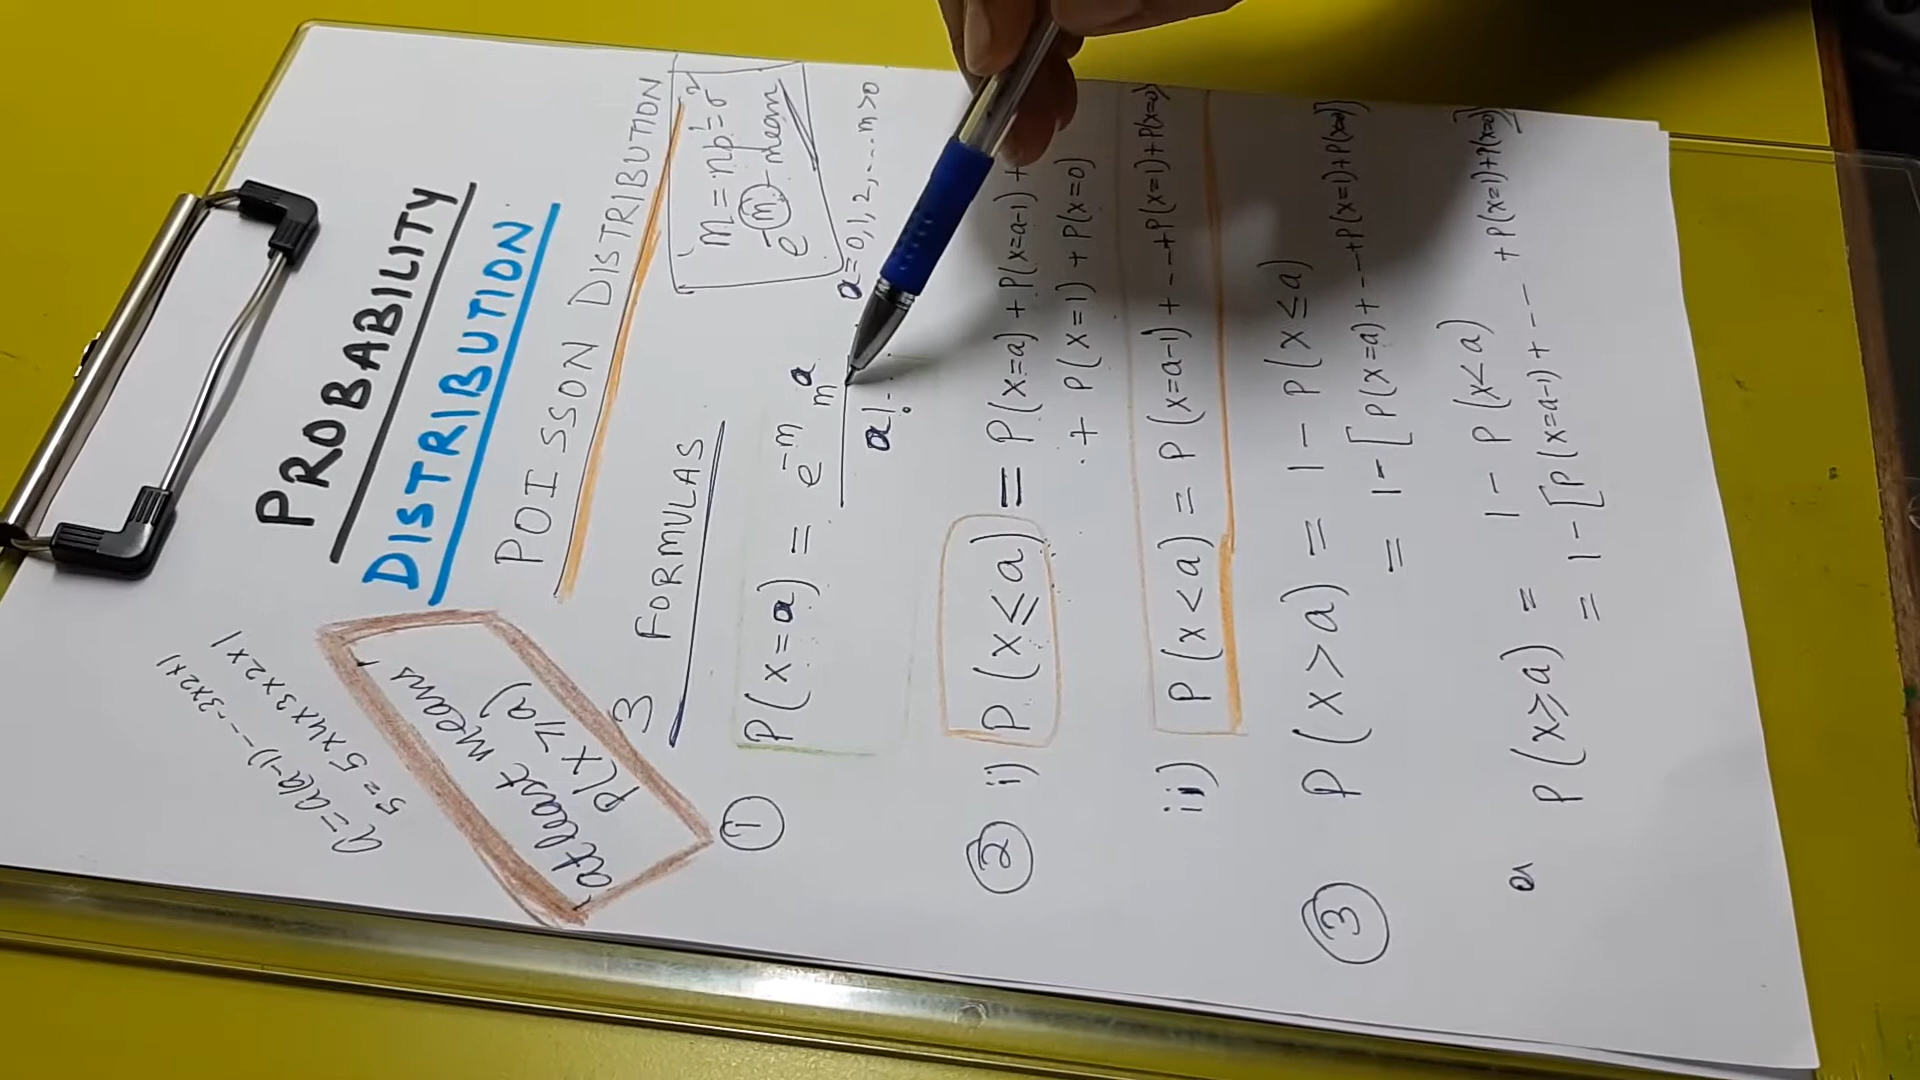 PROBABILITY
DISTRIBUTION
POISSON DISTRIBUTION
a! = a(a-1)---3x2x1
5 = 5x4x3x2x1
at least means
P(x ≥ a)
m = np = σ²
e^-m → mean
3 FORMULAS
① P(x=a) = e^-m m^a / a!
a = 0, 1, 2, ... m>0
② i) P(x≤a) = P(x=a) + P(x=a-1) +
+ P(x=1) + P(x=0)
ii) P(x<a) = P(x=a-1) + --+P(x=1)+P(x=0)
③ P(x>a) = 1 - P(x≤a)
= 1-[P(x=a)+---+P(x=1)+P(x=0)]
or P(x≥a) = 1 - P(x<a)
= 1-[P(x=a-1)+--- +P(x=1)+P(x=0)]